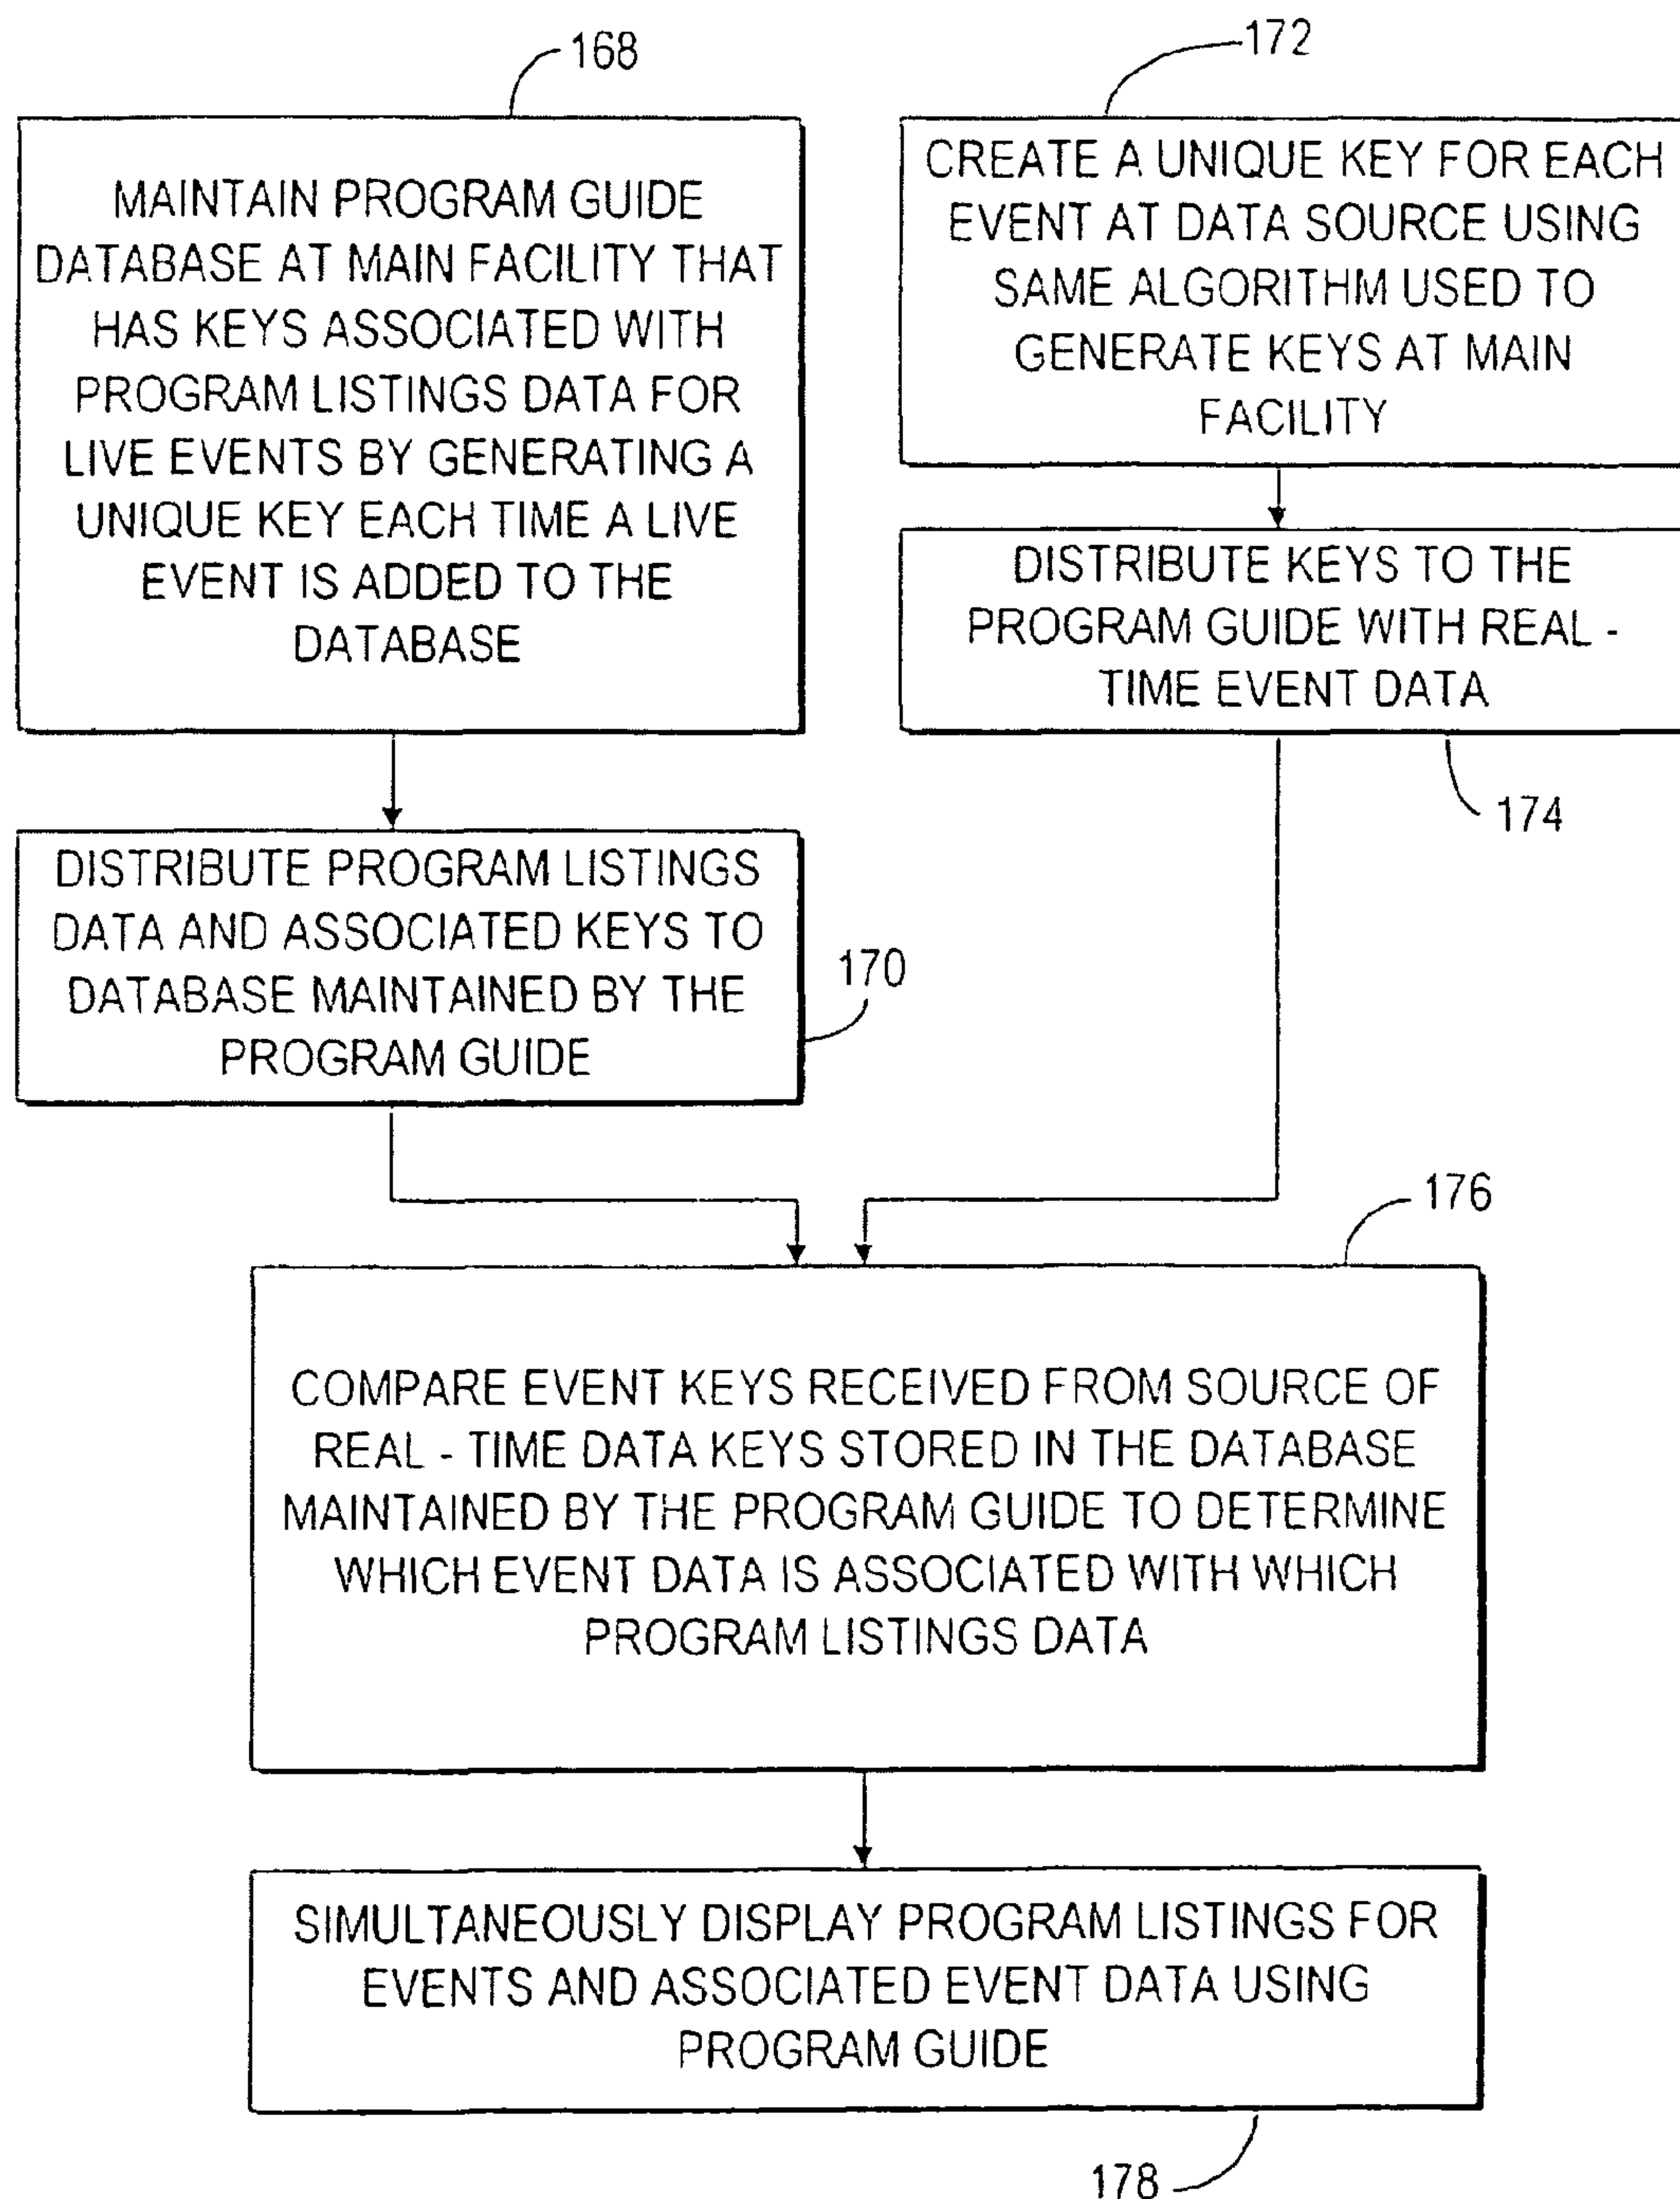 168
MAINTAIN PROGRAM GUIDE
DATABASE AT MAIN FACILITY THAT
HAS KEYS ASSOCIATED WITH
PROGRAM LISTINGS DATA FOR
LIVE EVENTS BY GENERATING A
UNIQUE KEY EACH TIME A LIVE
EVENT IS ADDED TO THE
DATABASE
DISTRIBUTE PROGRAM LISTINGS
DATA AND ASSOCIATED KEYS TO
DATABASE MAINTAINED BY THE
PROGRAM GUIDE
170
172
CREATE A UNIQUE KEY FOR EACH
EVENT AT DATA SOURCE USING
SAME ALGORITHM USED TO
GENERATE KEYS AT MAIN
FACILITY
DISTRIBUTE KEYS TO THE
PROGRAM GUIDE WITH REAL -
TIME EVENT DATA
174
176
COMPARE EVENT KEYS RECEIVED FROM SOURCE OF
REAL - TIME DATA KEYS STORED IN THE DATABASE
MAINTAINED BY THE PROGRAM GUIDE TO DETERMINE
WHICH EVENT DATA IS ASSOCIATED WITH WHICH
PROGRAM LISTINGS DATA
SIMULTANEOUSLY DISPLAY PROGRAM LISTINGS FOR
EVENTS AND ASSOCIATED EVENT DATA USING
PROGRAM GUIDE
178